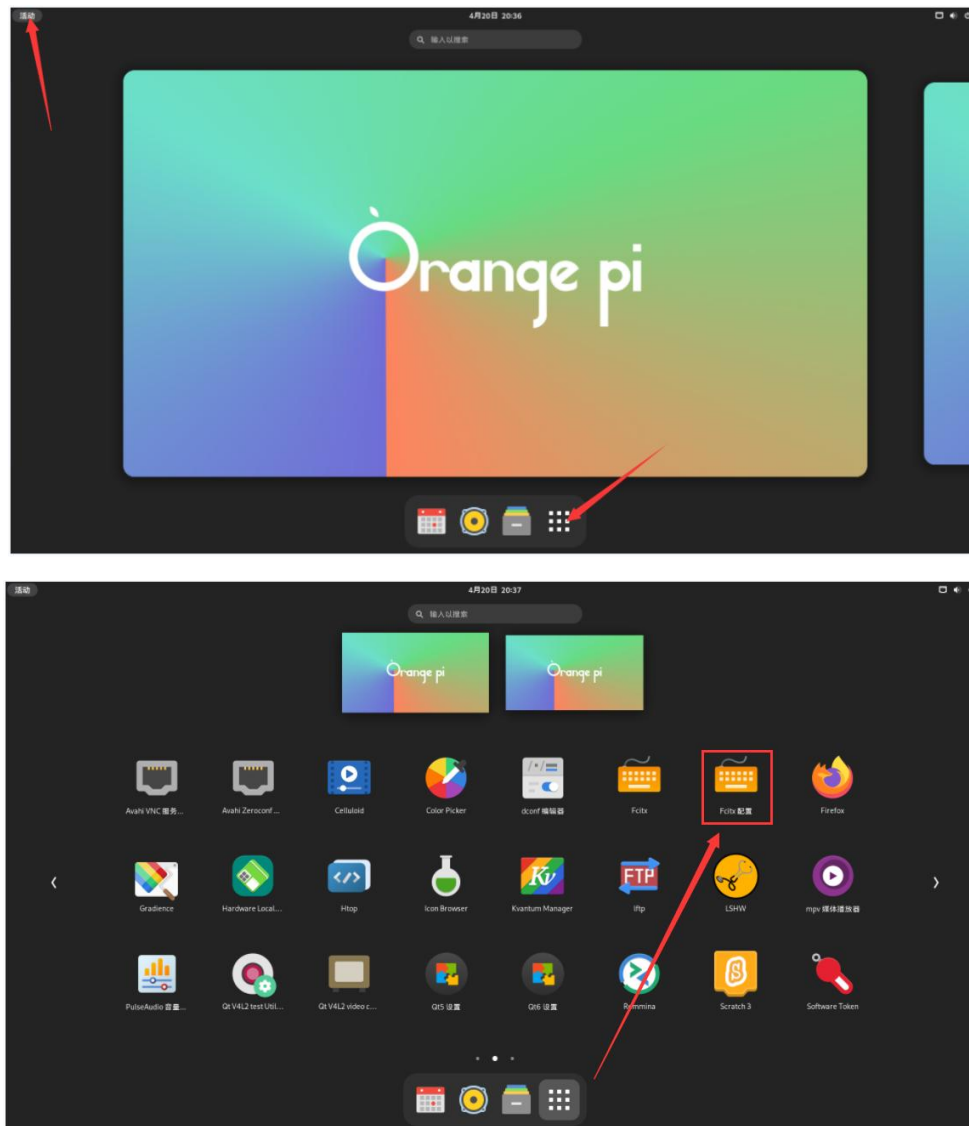 活动
4月20日 20:36
输入以搜索
Orange pi
活动
4月20日 20:37
输入以搜索
Orange pi
Orange pi
Avahi VNC 服务...
Avahi Zeroconf ...
Celluloid
Color Picker
dconf 编辑器
Fcitx
Fcitx 配置
Firefox
Gradience
Hardware Local...
</>
Htop
Icon Browser
Kv
Kvantum Manager
FTP
lftp
LSHW
mpv 媒体播放器
PulseAudio 音量...
Qt V4L2 test Util...
Qt V4L2 video c...
Qt5 设置
Qt6 设置
Remmina
Scratch 3
Software Token